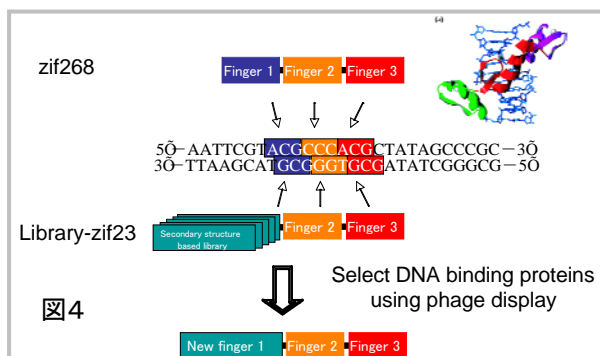 (a)
zif268
Finger 1 Finger 2 Finger 3
5Õ—AATTCGTACGCCCACGCTATAGCCCGC—3Õ
3Õ—TTAAGCATGCGGGTGCGATATCGGGCG—5Õ
Library-zif23
Secondary structure
based library
Finger 2 Finger 3
Select DNA binding proteins
using phage display
図4
New finger 1 Finger 2 Finger 3